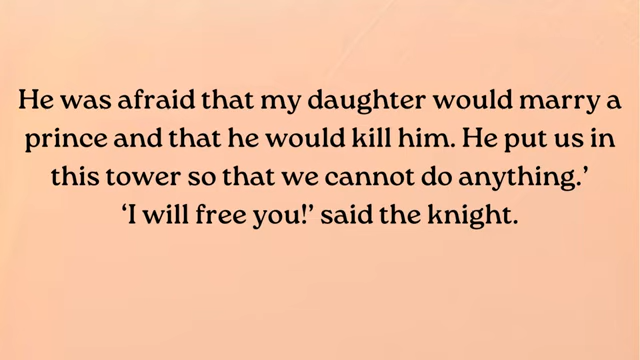 He was afraid that my daughter would marry a
prince and that he would kill him. He put us in
this tower so that we cannot do anything.’
‘I will free you!’ said the knight.